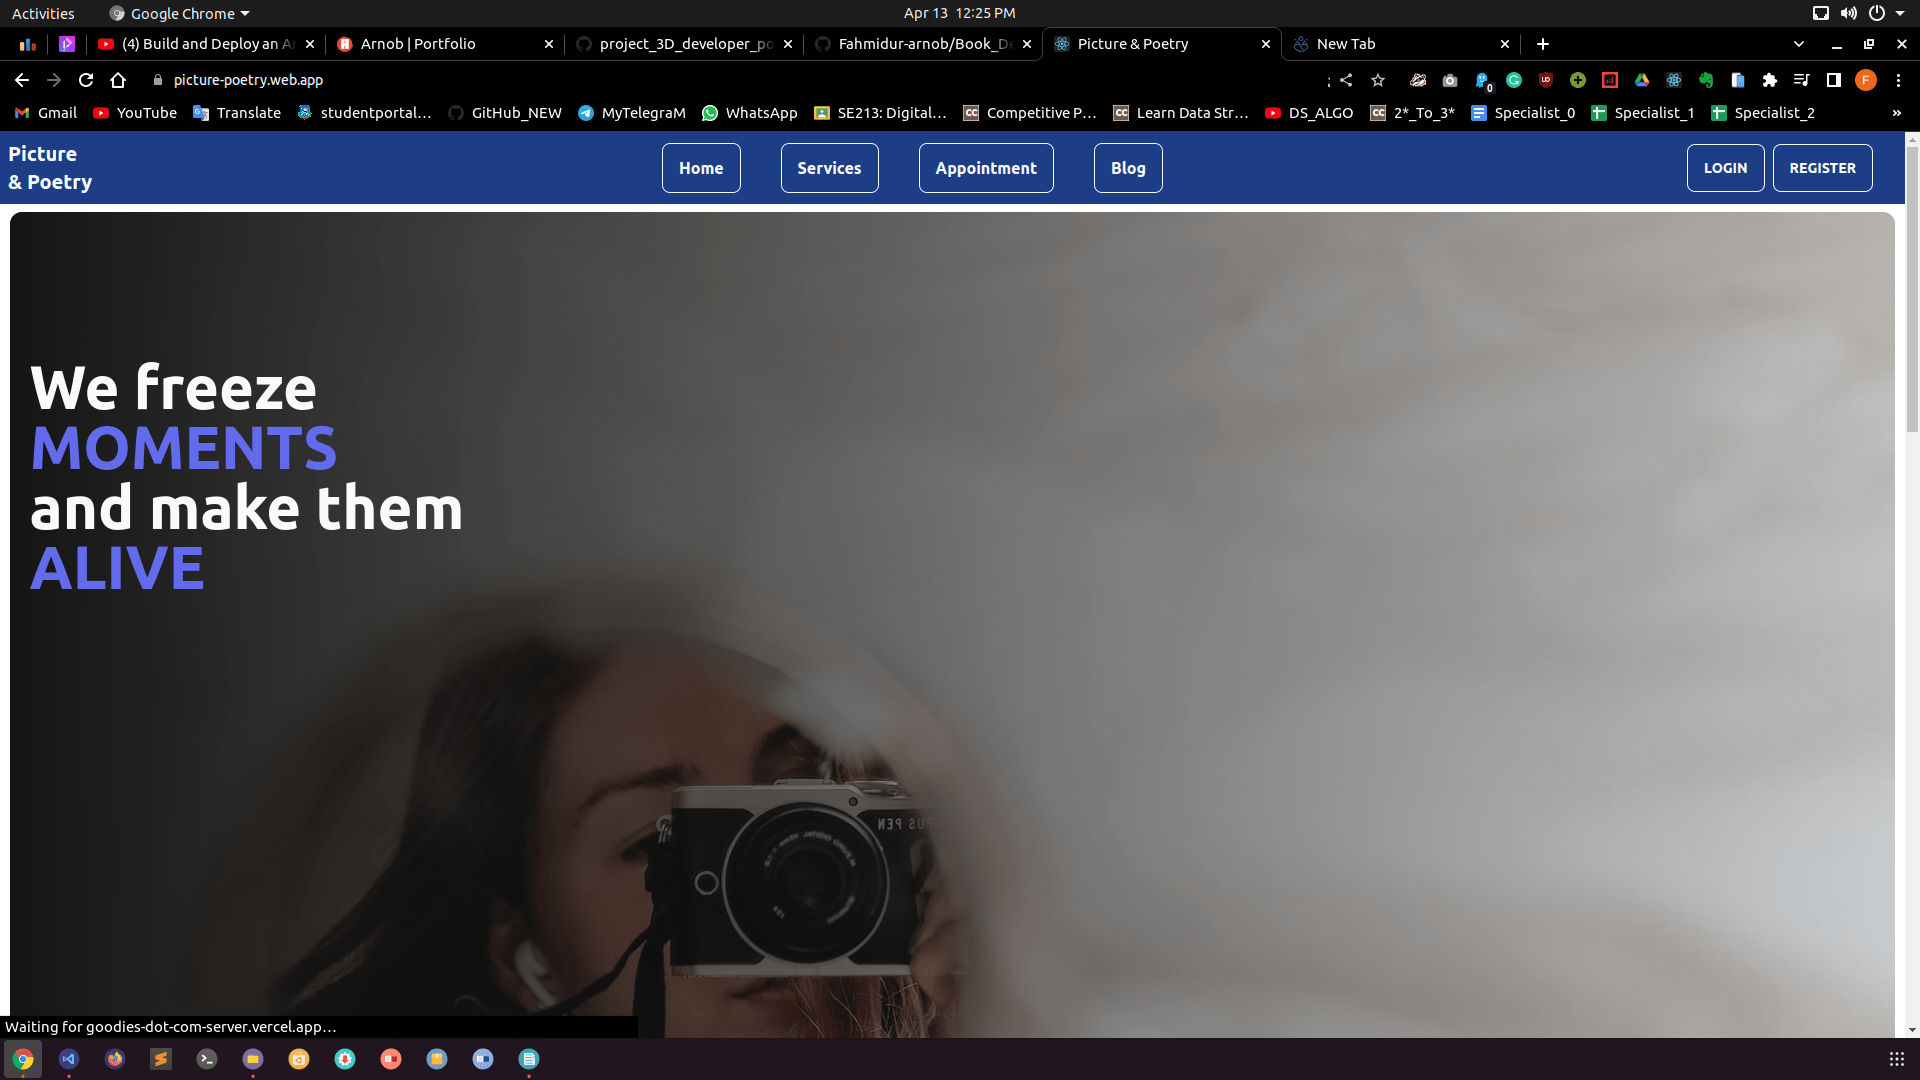 Activities
Google Chrome
Apr 13 12:25 PM
(4) Build and Deploy an A
Arnob | Portfolio
project_3D_developer_po
Fahmidur-arnob/Book_De
Picture & Poetry
New Tab
picture-poetry.web.app
0
F
Gmail
YouTube
Translate
studentportal...
GitHub_NEW
MyTelegraM
WhatsApp
SE213: Digital...
Competitive P...
Learn Data Str...
DS_ALGO
2*_To_3*
Specialist_0
Specialist_1
Specialist_2
»
Picture
& Poetry
Home
Services
Appointment
Blog
LOGIN
REGISTER
We freeze
MOMENTS
and make them
ALIVE
PUS PEN
Waiting for goodies-dot-com-server.vercel.app...